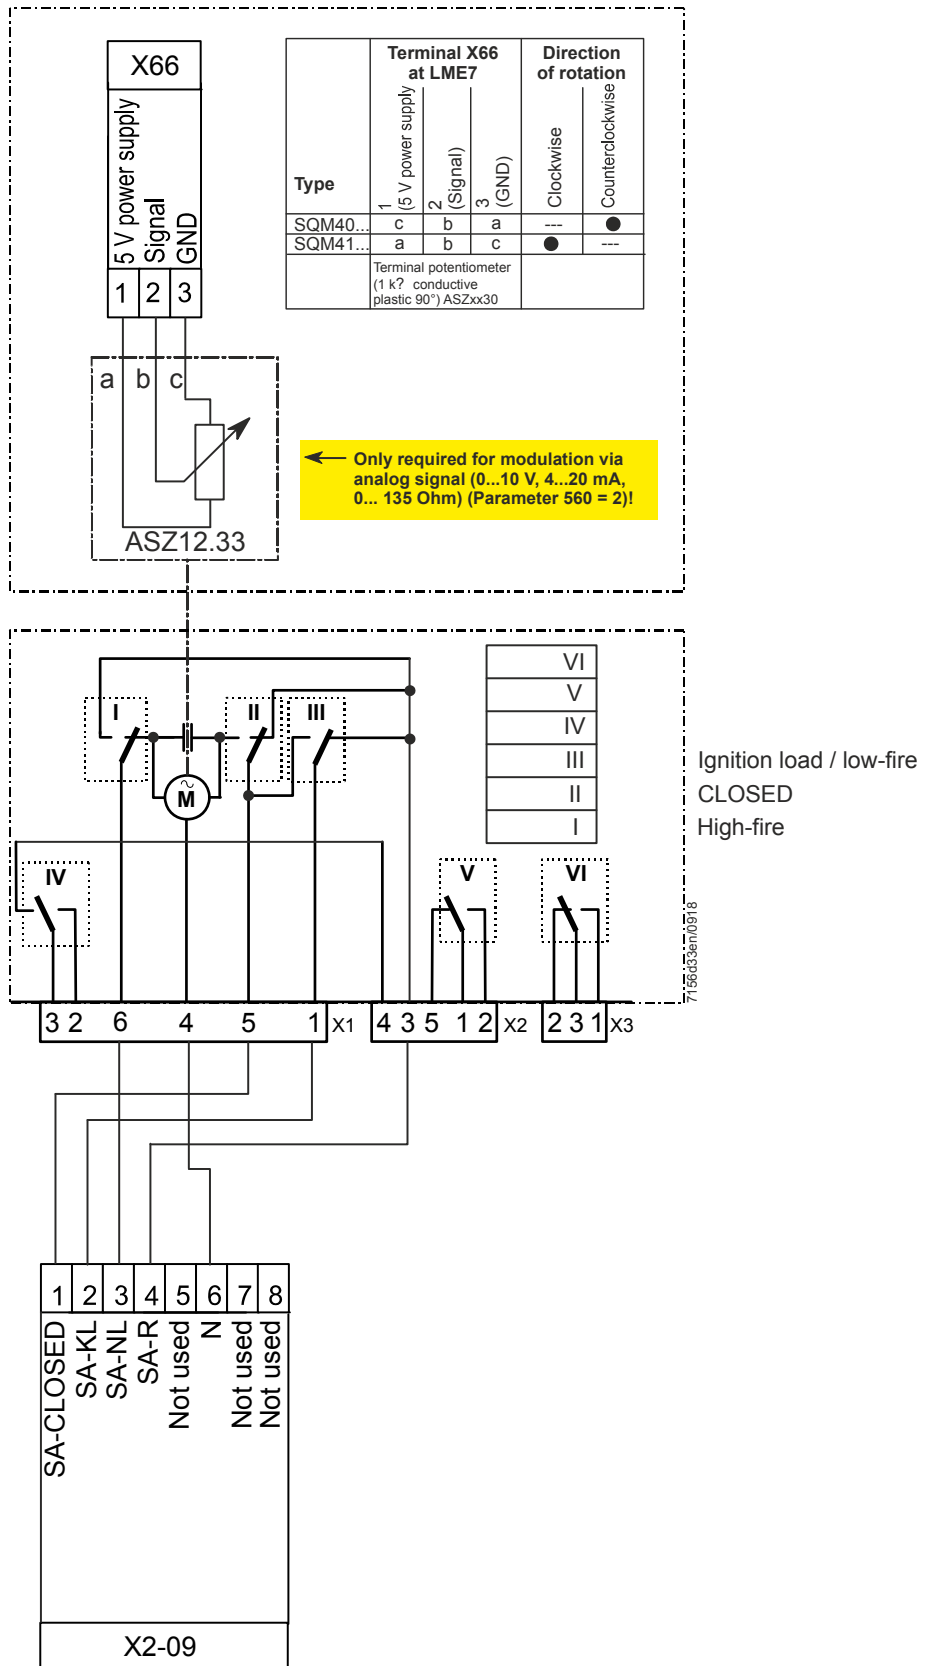 X66
5 V power supply
Signal
GND
1 2 3
Terminal X66 at LME7
Direction of rotation
Type
1 (5 V power supply)
2 (Signal)
3 (GND)
Clockwise
Counterclockwise
SQM40... c b a --- ●
SQM41... a b c ● ---
Terminal potentiometer
(1 k? conductive
plastic 90°) ASZxx30
a b c
ASZ12.33
Only required for modulation via
analog signal (0...10 V, 4...20 mA,
0... 135 Ohm) (Parameter 560 = 2)!
I II III
M
~
VI
V
IV
III Ignition load / low-fire
II CLOSED
I High-fire
IV V VI
7156d33en/0918
3 2 6 4 5 1 X1
4 3 5 1 2 X2
2 3 1 X3
1 2 3 4 5 6 7 8
SA-CLOSED
SA-KL
SA-NL
SA-R
Not used
N
Not used
Not used
X2-09